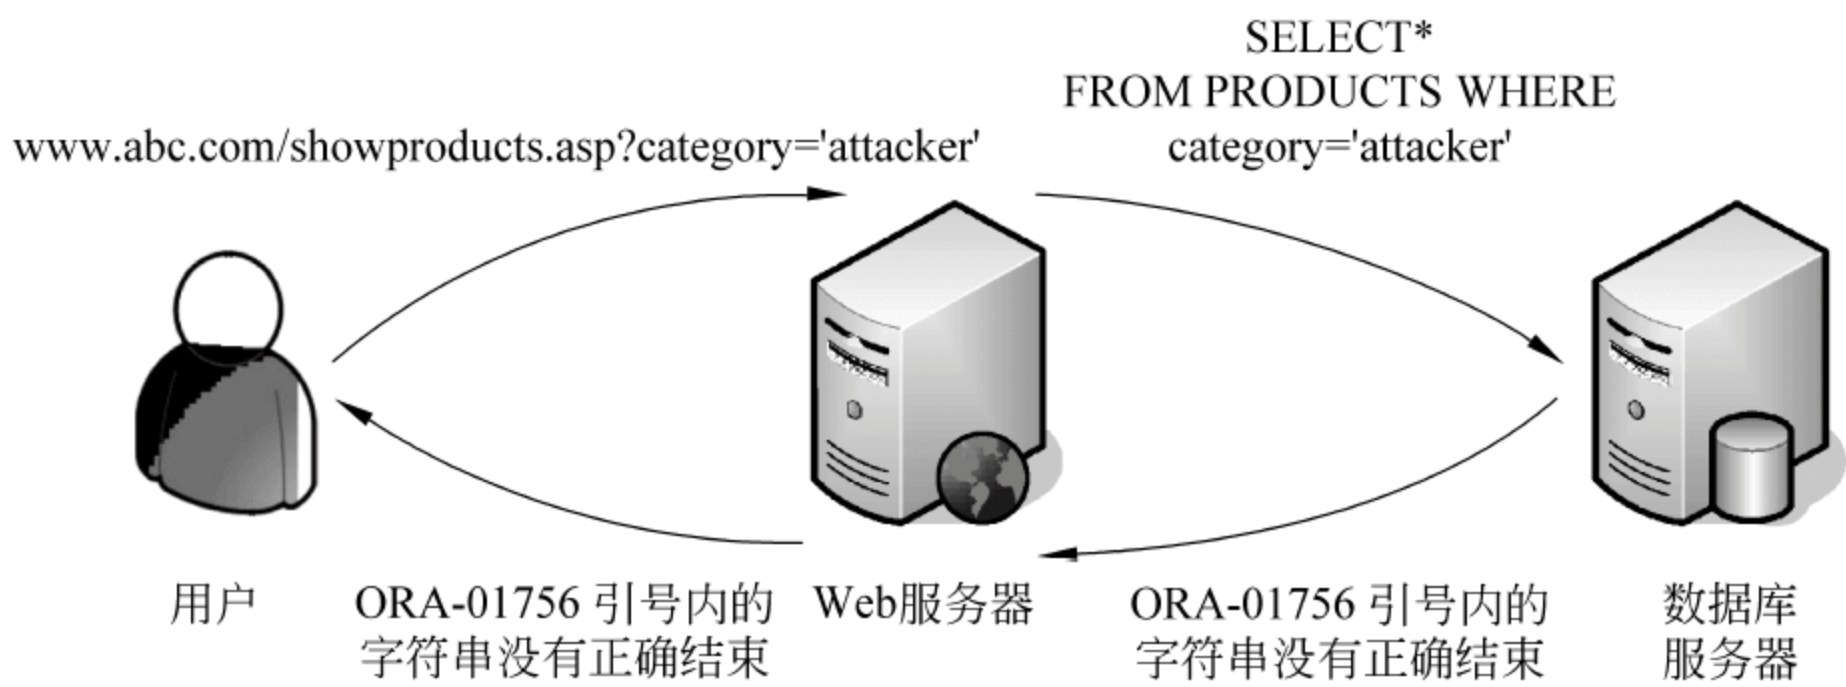 SELECT*
FROM PRODUCTS WHERE
www.abc.com/showproducts.asp?category='attacker'
category='attacker'
用户
ORA-01756 引号内的
字符串没有正确结束
Web服务器
ORA-01756 引号内的
字符串没有正确结束
数据库
服务器